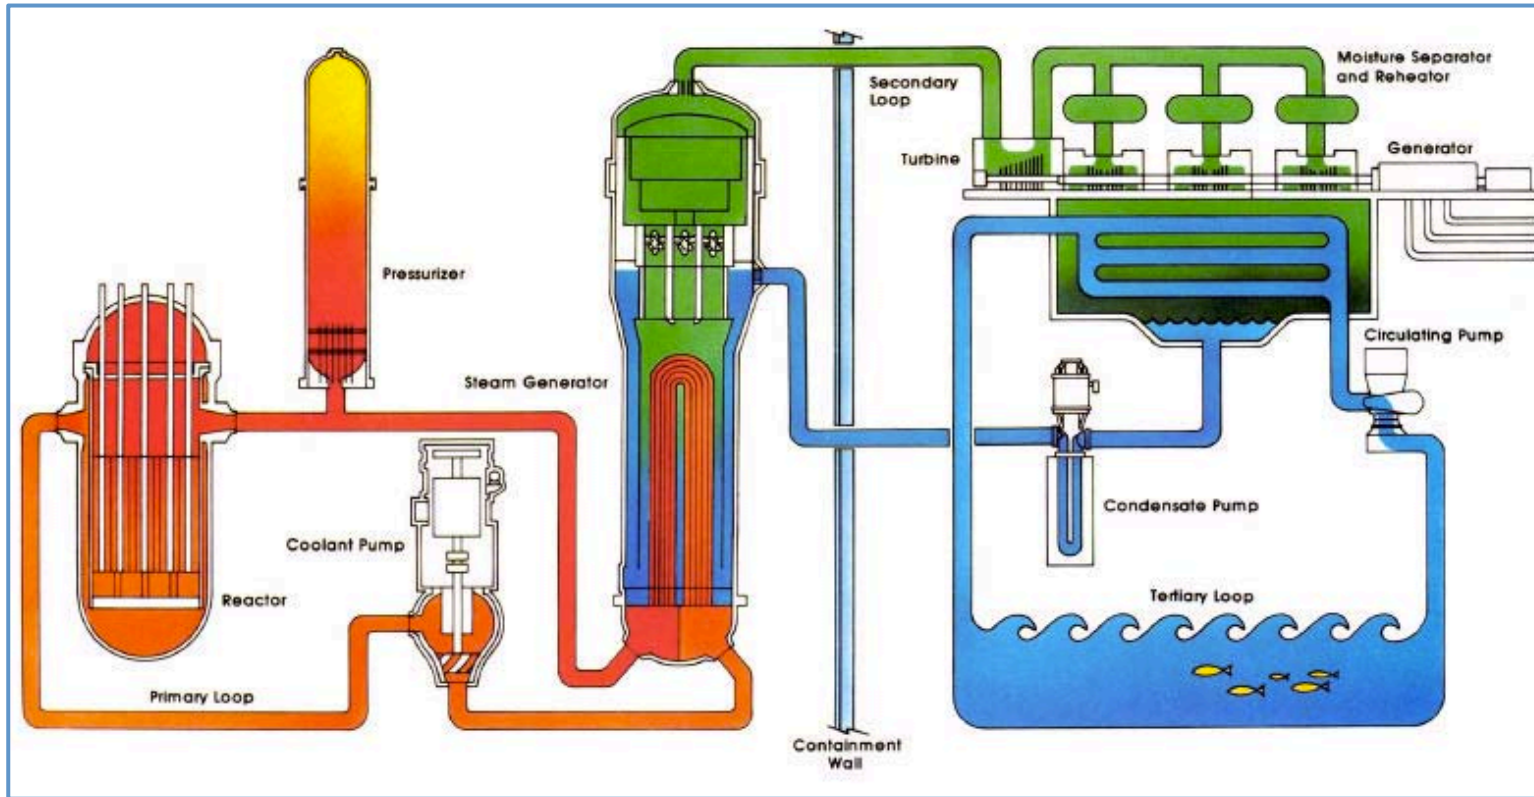 Moisture Separator
and Reheator
Secondary
Loop
Turbine
Generator
Pressurizer
Circulating Pump
Steam Generator
Condensate Pump
Coolant Pump
Reactor
Tertiary Loop
Primary Loop
Containment
Wall